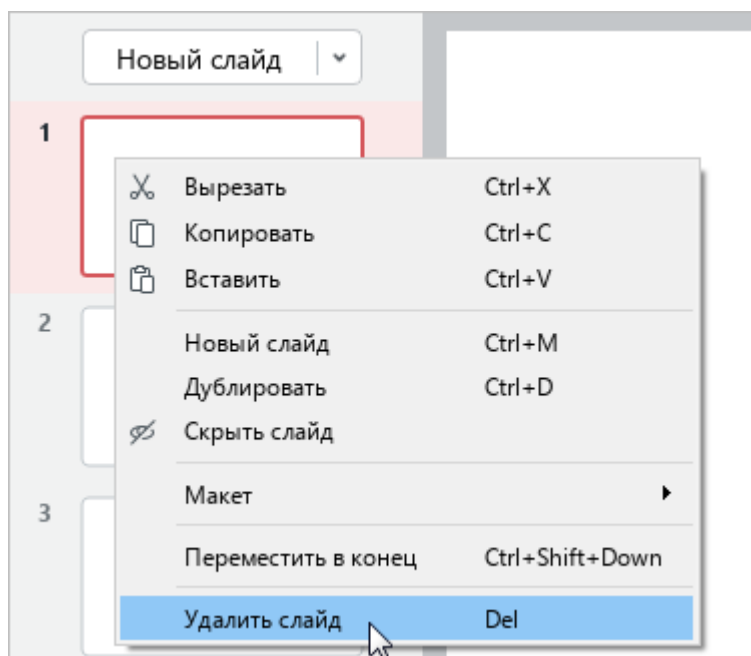 Новый слайд
1
Вырезать Ctrl+X
Копировать Ctrl+C
Вставить Ctrl+V
2
Новый слайд Ctrl+M
Дублировать Ctrl+D
Скрыть слайд
Макет
3
Переместить в конец Ctrl+Shift+Down
Удалить слайд Del